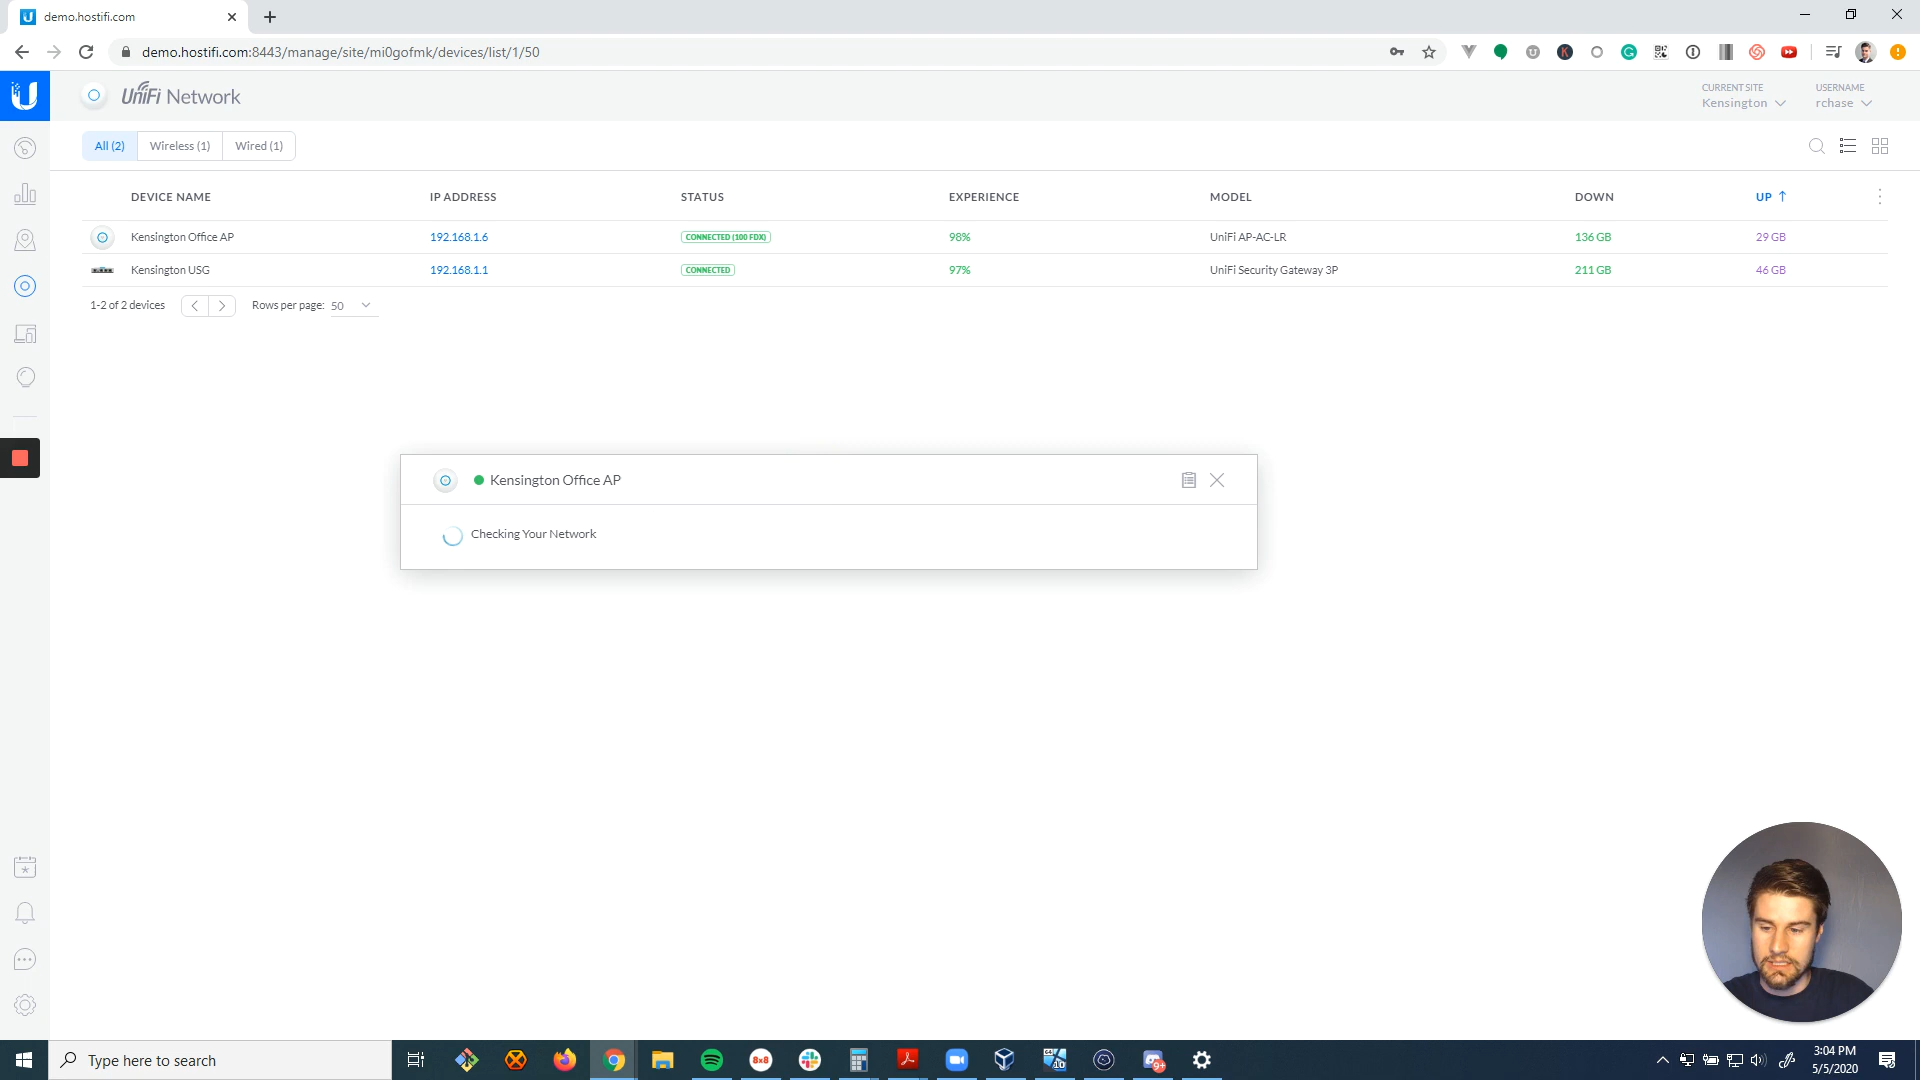 demo.hostifi.com
demo.hostifi.com:8443/manage/site/mi0gofmk/devices/list/1/50
UniFi Network
CURRENT SITE
Kensington
USERNAME
rchase
All (2)
Wireless (1)
Wired (1)
DEVICE NAME IP ADDRESS STATUS EXPERIENCE MODEL DOWN UP
Kensington Office AP 192.168.1.6 CONNECTED (100 FDX) 98% UniFi AP-AC-LR 136 GB 29 GB
Kensington USG 192.168.1.1 CONNECTED 97% UniFi Security Gateway 3P 211 GB 46 GB
1-2 of 2 devices
Rows per page: 50
Kensington Office AP
Checking Your Network
Type here to search
8x8
9+
3:04 PM
5/5/2020